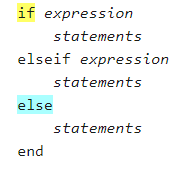 if expression
    statements
elseif expression
    statements
else
    statements
end